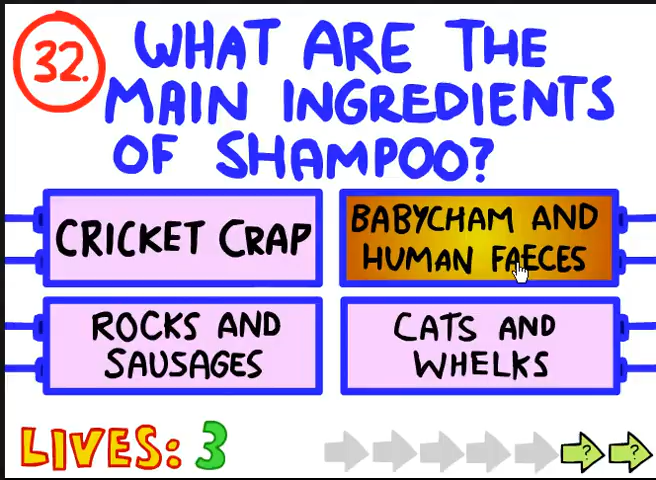 32.
WHAT ARE THE
MAIN INGREDIENTS
OF SHAMPOO?
CRICKET CRAP
BABYCHAM AND
HUMAN FAECES
ROCKS AND
SAUSAGES
CATS AND
WHELKS
LIVES: 3
? ?